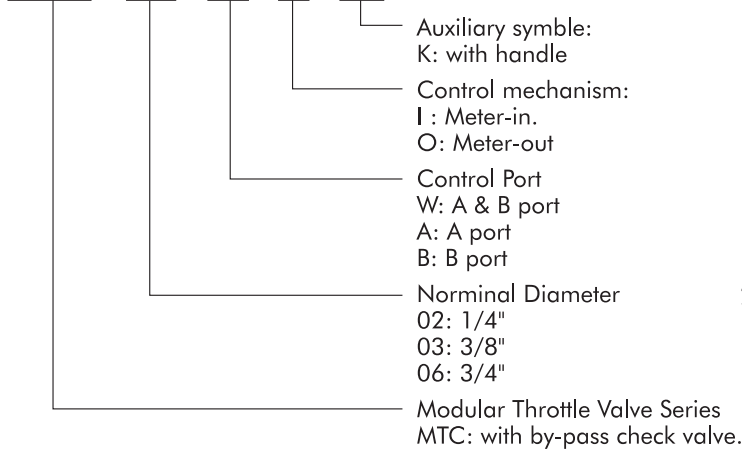 Auxiliary symble:
K: with handle
Control mechanism:
I : Meter-in.
O: Meter-out
Control Port
W: A & B port
A: A port
B: B port
Norminal Diameter
02: 1/4"
03: 3/8"
06: 3/4"
Modular Throttle Valve Series
MTC: with by-pass check valve.